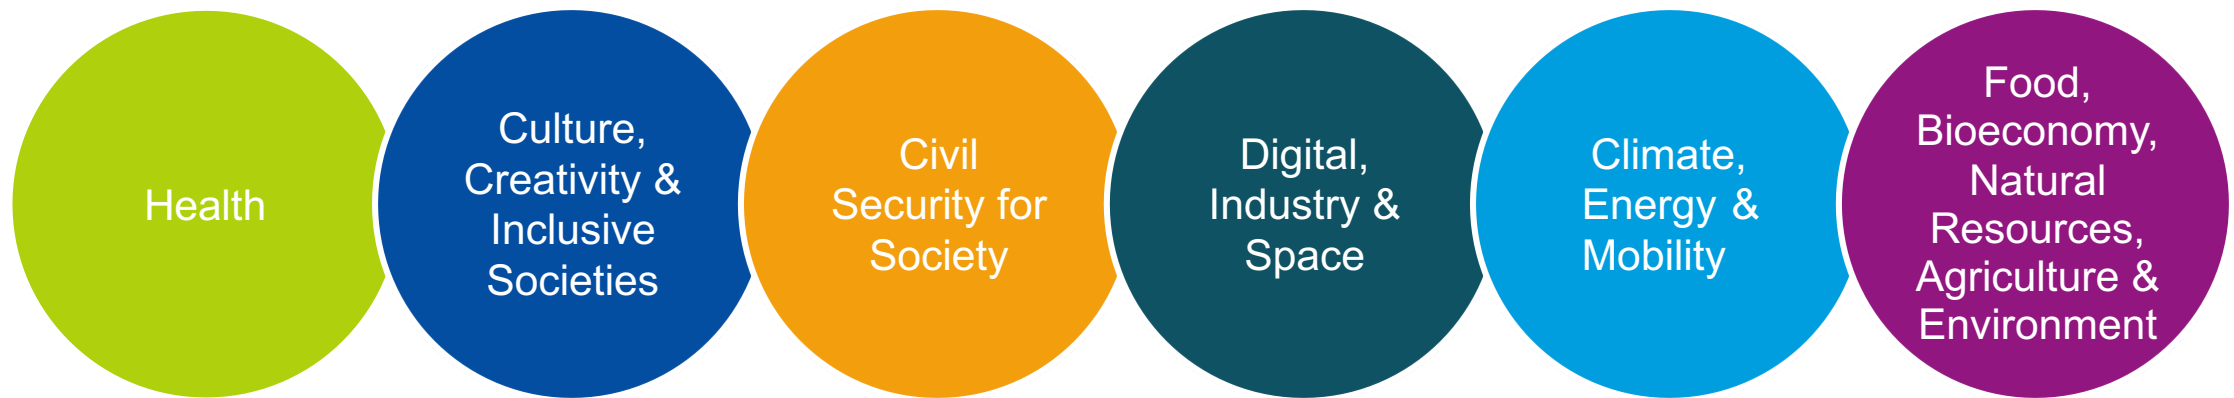 Health
Culture,
Creativity &
Inclusive
Societies
Civil
Security for
Society
Digital,
Industry &
Space
Climate,
Energy &
Mobility
Food,
Bioeconomy,
Natural
Resources,
Agriculture &
Environment